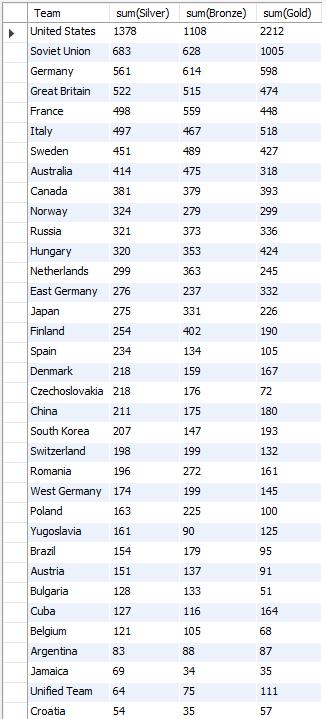 Team sum(Silver) sum(Bronze) sum(Gold)
United States 1378 1108 2212
Soviet Union 683 628 1005
Germany 561 614 598
Great Britain 522 515 474
France 498 559 448
Italy 497 467 518
Sweden 451 489 427
Australia 414 475 318
Canada 381 379 393
Norway 324 279 299
Russia 321 373 336
Hungary 320 353 424
Netherlands 299 363 245
East Germany 276 237 332
Japan 275 331 226
Finland 254 402 190
Spain 234 134 105
Denmark 218 159 167
Czechoslovakia 218 176 72
China 211 175 180
South Korea 207 147 193
Switzerland 198 199 132
Romania 196 272 161
West Germany 174 199 145
Poland 163 225 100
Yugoslavia 161 90 125
Brazil 154 179 95
Austria 151 137 91
Bulgaria 128 133 51
Cuba 127 116 164
Belgium 121 105 68
Argentina 83 88 87
Jamaica 69 34 35
Unified Team 64 75 111
Croatia 54 35 57